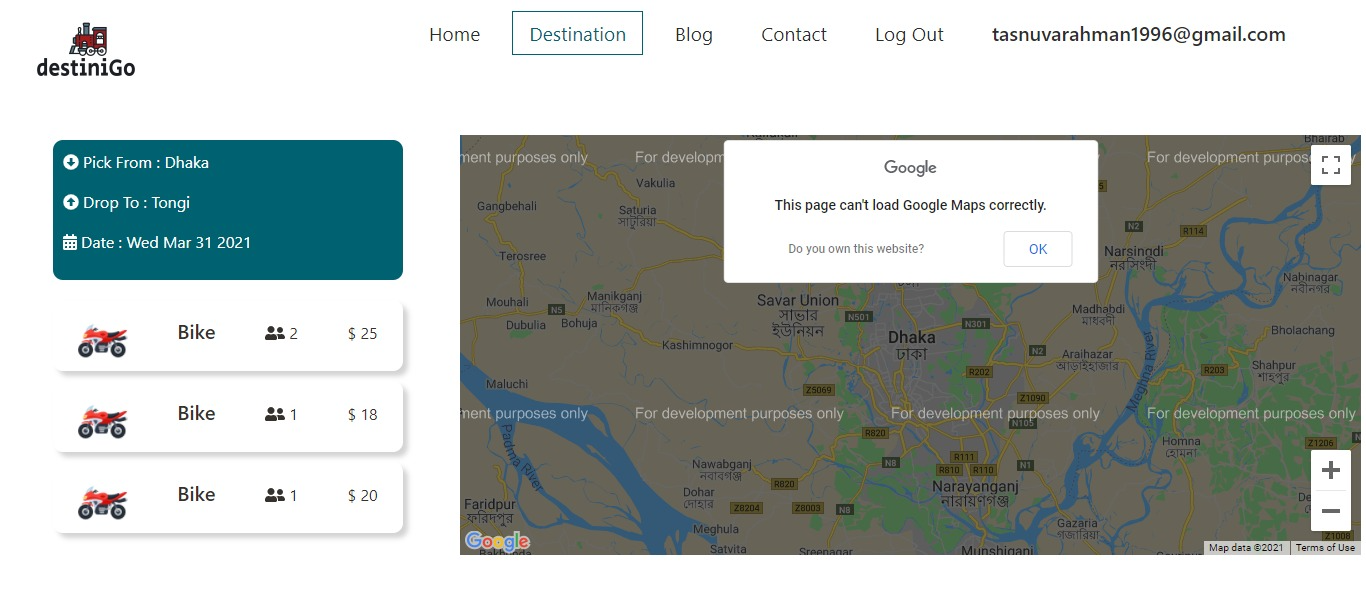 destiniGo
Home
Destination
Blog
Contact
Log Out
tasnuvarahman1996@gmail.com
Pick From : Dhaka
Drop To : Tongi
Date : Wed Mar 31 2021
Bike 2 $ 25
Bike 1 $ 18
Bike 1 $ 20
Google
This page can't load Google Maps correctly.
Do you own this website?
OK
ment purposes only
For developm
For development purpos
Bhairab
Vakulia
Gangbehali
Saturia
সাটুরিয়া
Terosree
N2
R114
Narsingdi
নরসিংদী
Nabinagar
নবীনগর
Mouhali
Manikganj
মানিকগঞ্জ
N5
Dubulia
Bohuja
Savar Union
সাভার
ইউনিয়ন
N501
N301
Madhabdi
মাধবদী
Bholachang
Kashimnogor
Dhaka
ঢাকা
N2
Araihazar
আড়াইহাজার
R202
R203
Shahpur
শাহপুর
Maluchi
Z5069
Z1090
Meghna River
ment purposes only
For development purposes only
For development purposes only
For development purposes only
N105
Padma River
R820
Homna
হোমনা
Z1206
Nawabganj
নবাবগঞ্জ
N8
R111
R810
R110
N1
R820
Dohar
দোহার
Narayanganj
নারায়ণগঞ্জ
Faridpur
ফরিদপুর
Z8204
Z8003
N8
Meghula
Gazaria
গজারিয়া
Z1008
Satvita
Sreenagar
Munshiganj
Google
Map data ©2021
Terms of Use